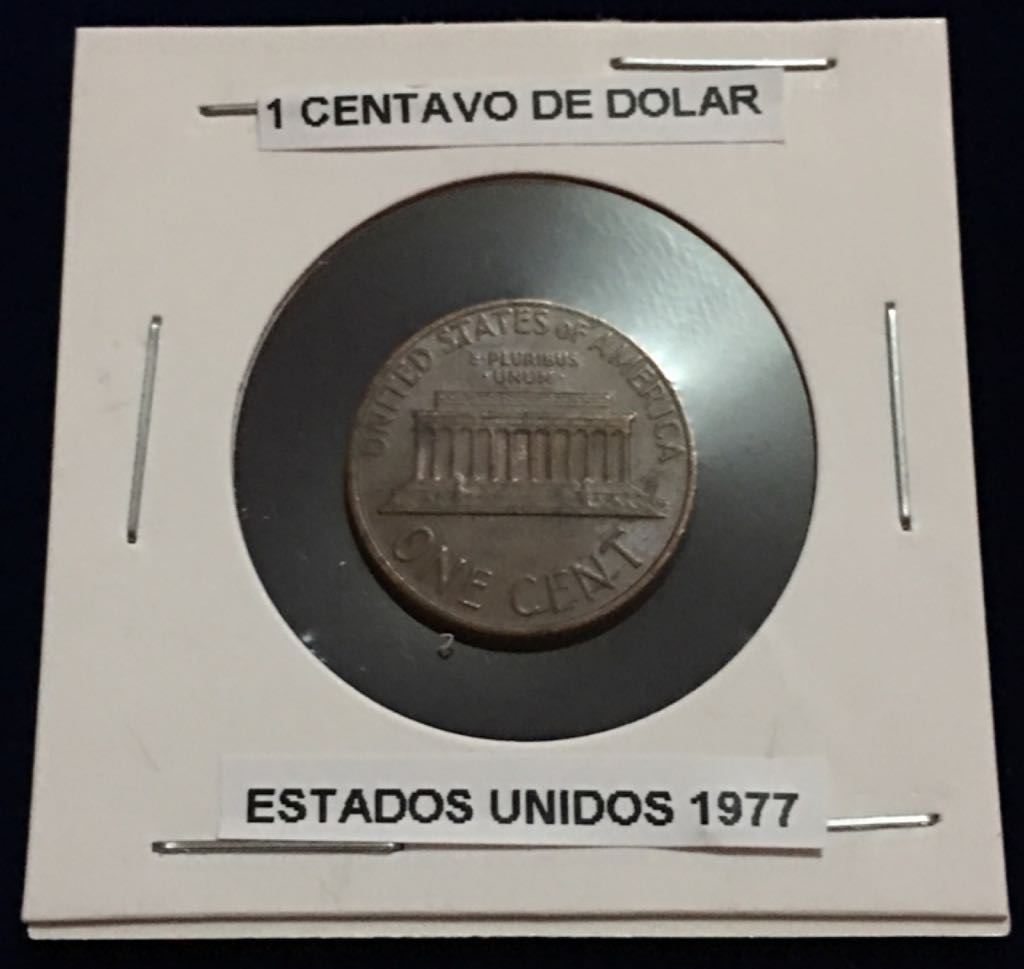 1 CENTAVO DE DOLAR
UNITED STATES OF AMERICA
E·PLURIBUS
·UNUM·
ONE CENT
ESTADOS UNIDOS 1977